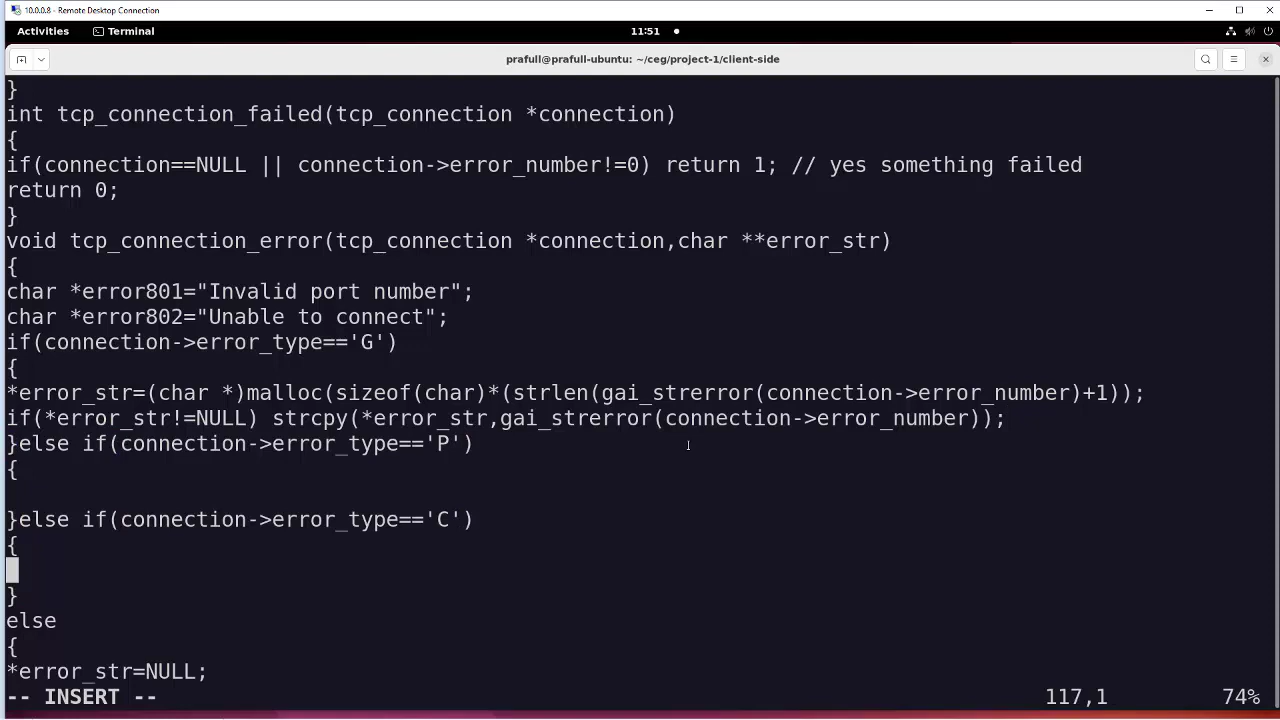 10.0.0.8 - Remote Desktop Connection
Activities Terminal 11:51
prafull@prafull-ubuntu: ~/ceg/project-1/client-side
}
int tcp_connection_failed(tcp_connection *connection)
{
if(connection==NULL || connection->error_number!=0) return 1; // yes something failed
return 0;
}
void tcp_connection_error(tcp_connection *connection,char **error_str)
{
char *error801="Invalid port number";
char *error802="Unable to connect";
if(connection->error_type=='G')
{
*error_str=(char *)malloc(sizeof(char)*(strlen(gai_strerror(connection->error_number)+1));
if(*error_str!=NULL) strcpy(*error_str,gai_strerror(connection->error_number));
}else if(connection->error_type=='P')
{
}else if(connection->error_type=='C')
{
}
else
{
*error_str=NULL;
-- INSERT -- 117,1 74%